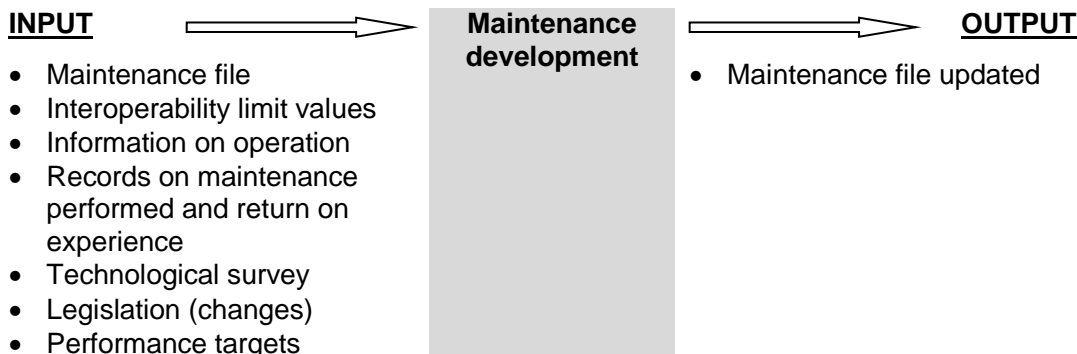 INPUT
Maintenance development
OUTPUT
• Maintenance file
• Interoperability limit values
• Information on operation
• Records on maintenance
performed and return on
experience
• Technological survey
• Legislation (changes)
• Performance targets
• Maintenance file updated